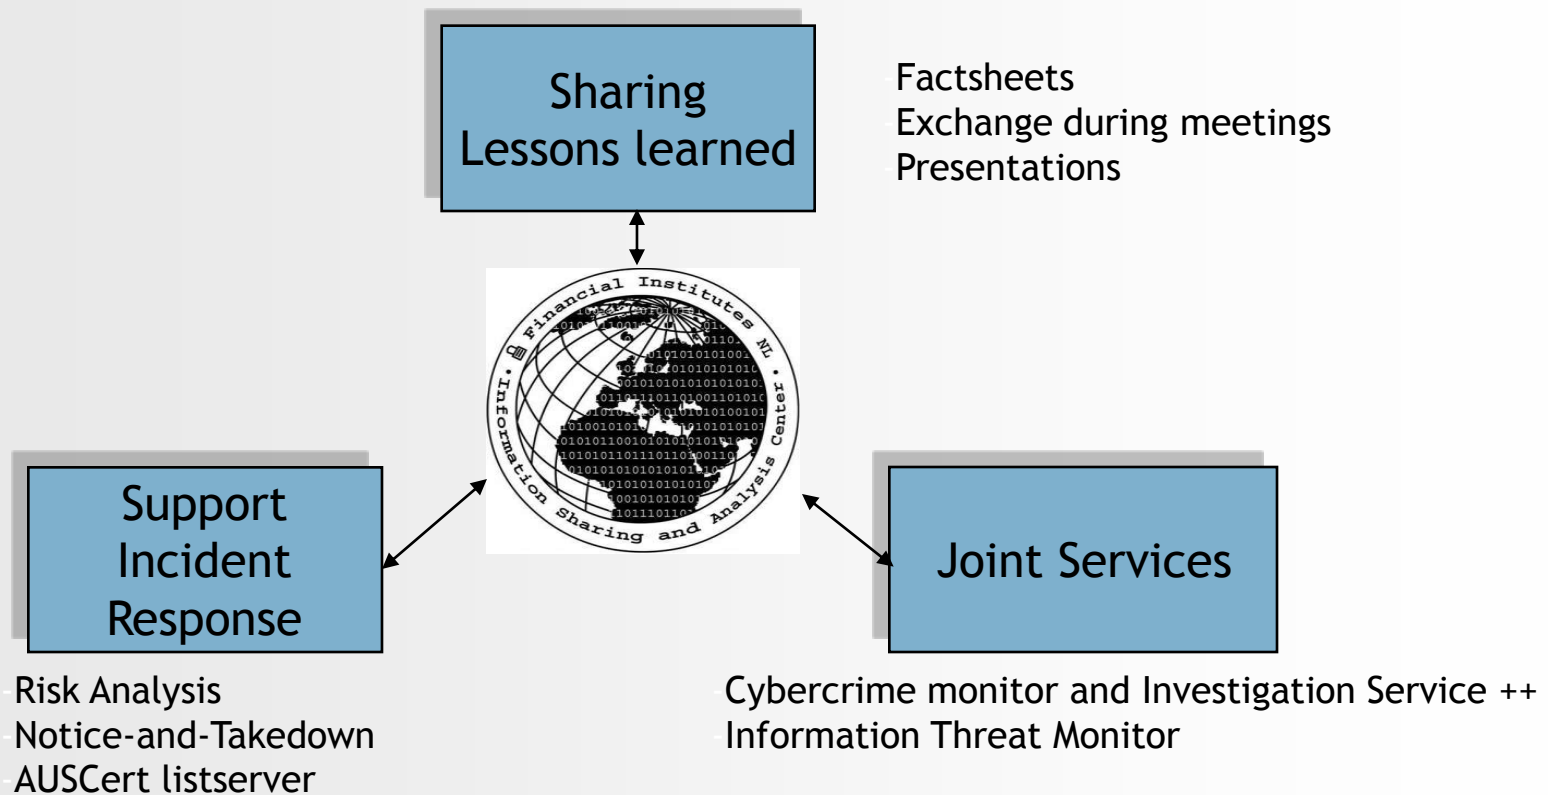 Sharing
Lessons learned
-Factsheets
-Exchange during meetings
-Presentations
Financial Institutes NL • Information Sharing and Analysis Center •
Support
Incident
Response
Joint Services
-Risk Analysis
-Notice-and-Takedown
-AUSCert listserver
-Cybercrime monitor and Investigation Service ++
-Information Threat Monitor